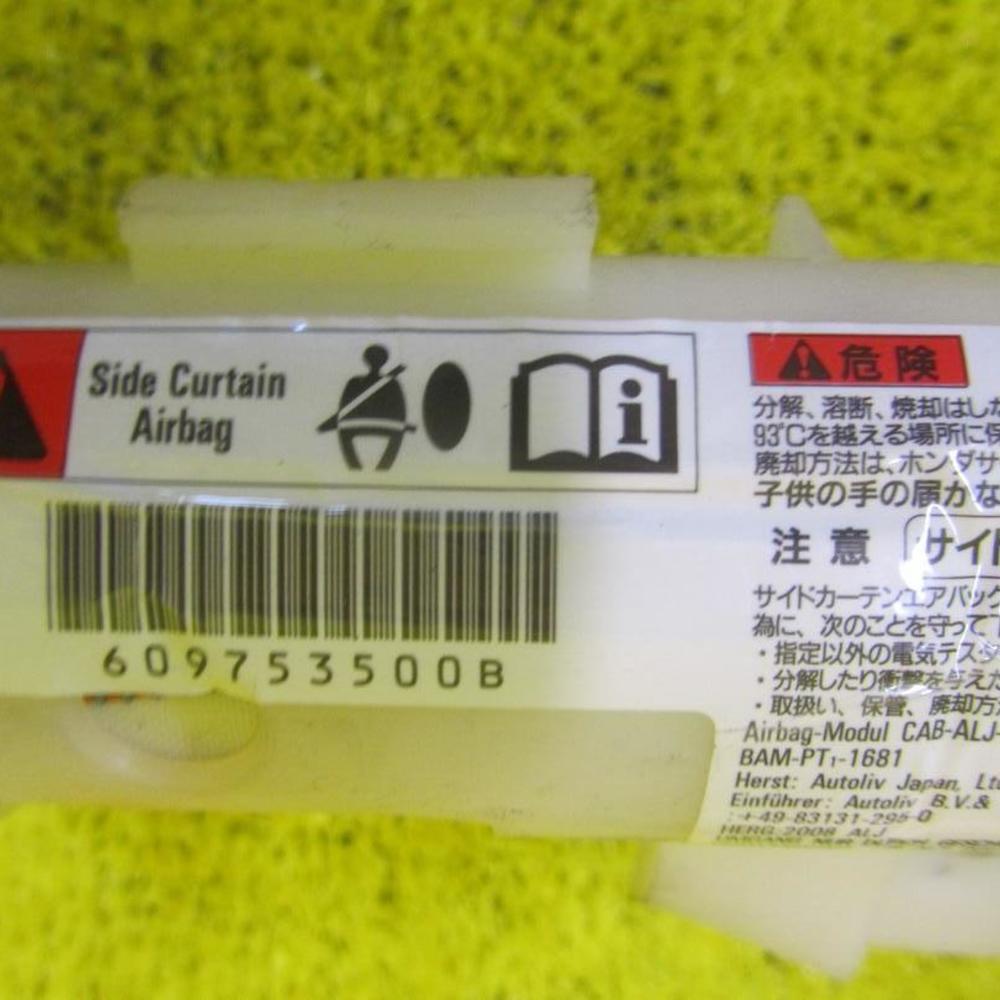 Side Curtain
Airbag
609753500B
危険
分解、溶断、焼却はした
93℃を越える場所に保
廃却方法は、ホンダサ
子供の手の届かな
注意 サイド
サイドカーテンエアバック
為に、次のことを守って下
・指定以外の電気テスタ
・分解したり衝撃を与えた
・取扱い、保管、廃却方法
Airbag-Modul CAB-ALJ-
BAM-PT₁-1681
Herst: Autoliv Japan, Ltd
Einführer: Autoliv B.V.&
:+49-83131-295-0
HERG-2008 ALJ